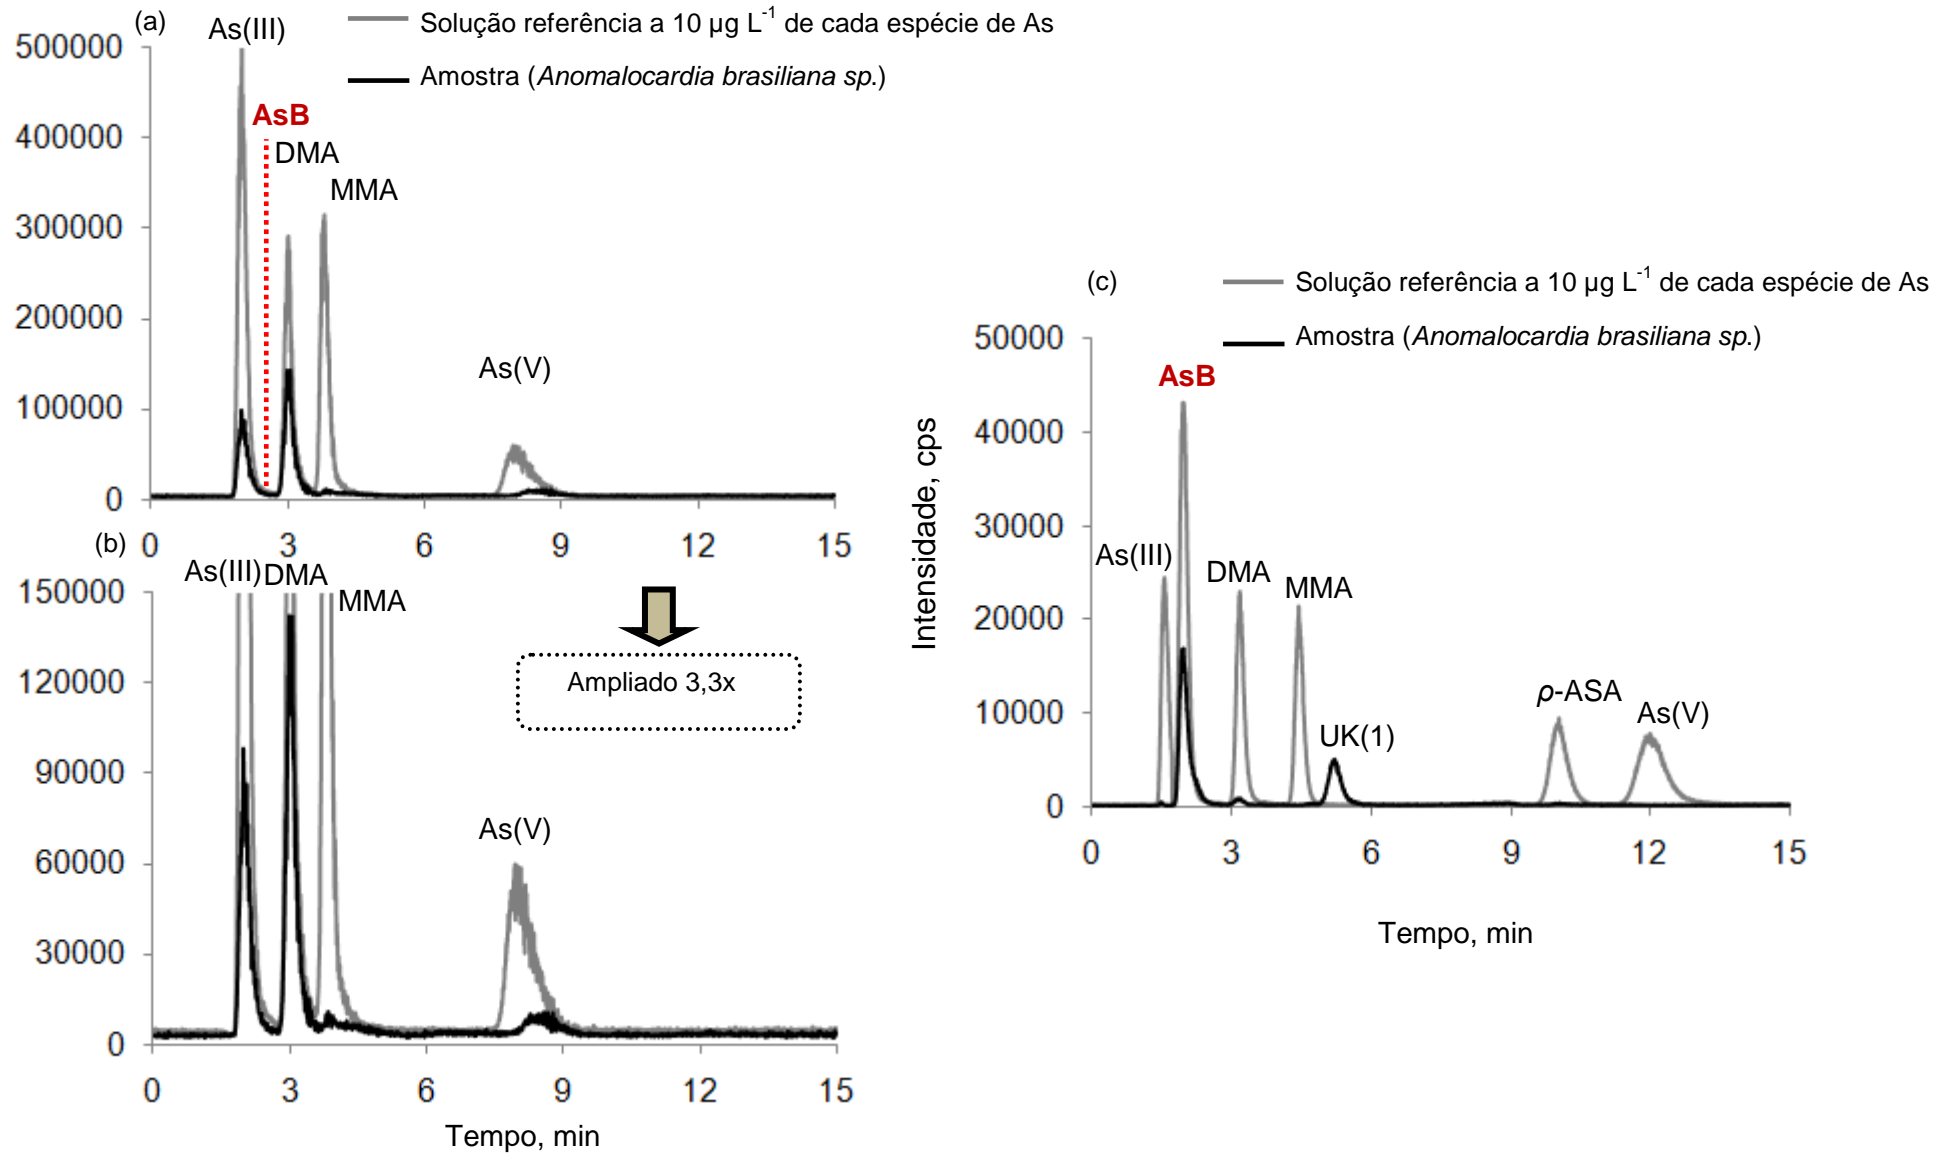 (a)
Solução referência a 10 µg L⁻¹ de cada espécie de As
Amostra (Anomalocardia brasiliana sp.)
As(III)
AsB
DMA
MMA
As(V)
500000
400000
300000
200000
100000
0
0 3 6 9 12 15
(b)
As(III) DMA
MMA
As(V)
Ampliado 3,3x
150000
120000
90000
60000
30000
0
0 3 6 9 12 15
Tempo, min
(c)
Solução referência a 10 µg L⁻¹ de cada espécie de As
Amostra (Anomalocardia brasiliana sp.)
AsB
As(III)
DMA
MMA
UK(1)
ρ-ASA
As(V)
Intensidade, cps
50000
40000
30000
20000
10000
0
0 3 6 9 12 15
Tempo, min